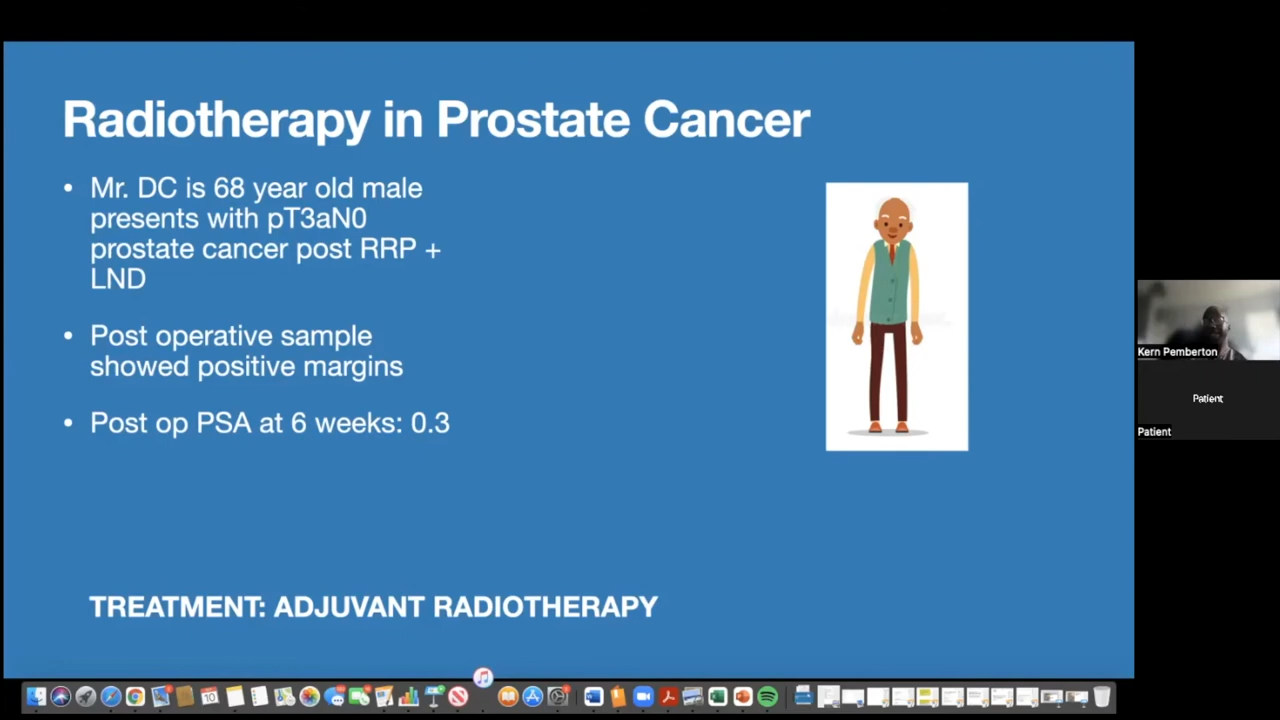 Radiotherapy in Prostate Cancer
• Mr. DC is 68 year old male
presents with pT3aN0
prostate cancer post RRP +
LND
• Post operative sample
showed positive margins
• Post op PSA at 6 weeks: 0.3
TREATMENT: ADJUVANT RADIOTHERAPY
Kern Pemberton
Patient
Patient
10